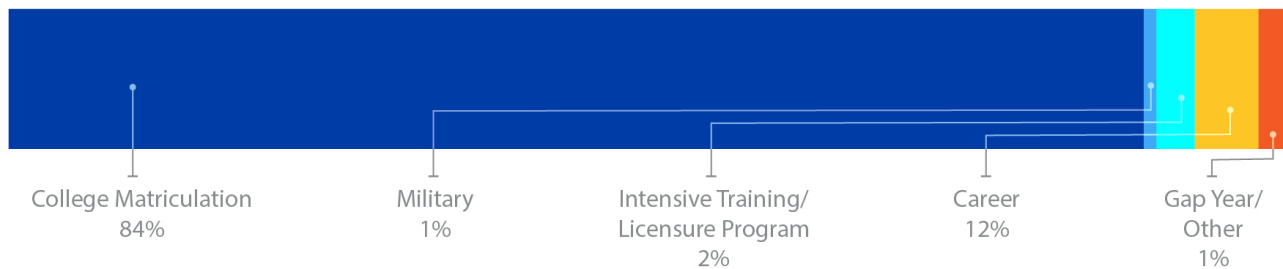 College Matriculation
84%
Military
1%
Intensive Training/
Licensure Program
2%
Career
12%
Gap Year/
Other
1%